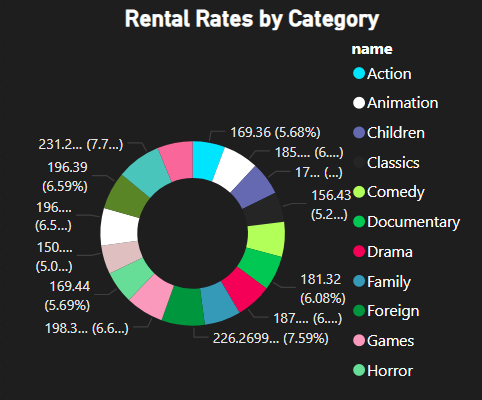 Rental Rates by Category
name
Action
Animation
Children
Classics
Comedy
Documentary
Drama
Family
Foreign
Games
Horror
169.36 (5.68%)
185.... (6....)
17... (...)
156.43
(5.2...)
181.32
(6.08%)
187.... (6....)
226.2699... (7.59%)
198.3... (6.6...)
169.44
(5.69%)
150....
(5.0...)
196....
(6.5...)
196.39
(6.59%)
231.2... (7.7...)